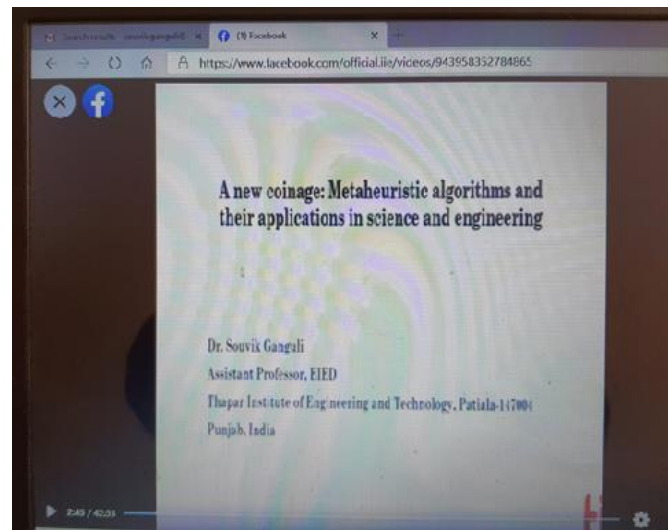 (1) Facebook
https://www.facebook.com/official.iie/videos/943958352784865
A new coinage: Metaheuristic algorithms and
their applications in science and engineering
Dr. Souvik Ganguli
Assistant Professor, EIED
Thapar Institute of Engineering and Technology, Patiala-147004
Punjab, India
2:45 / 42:31